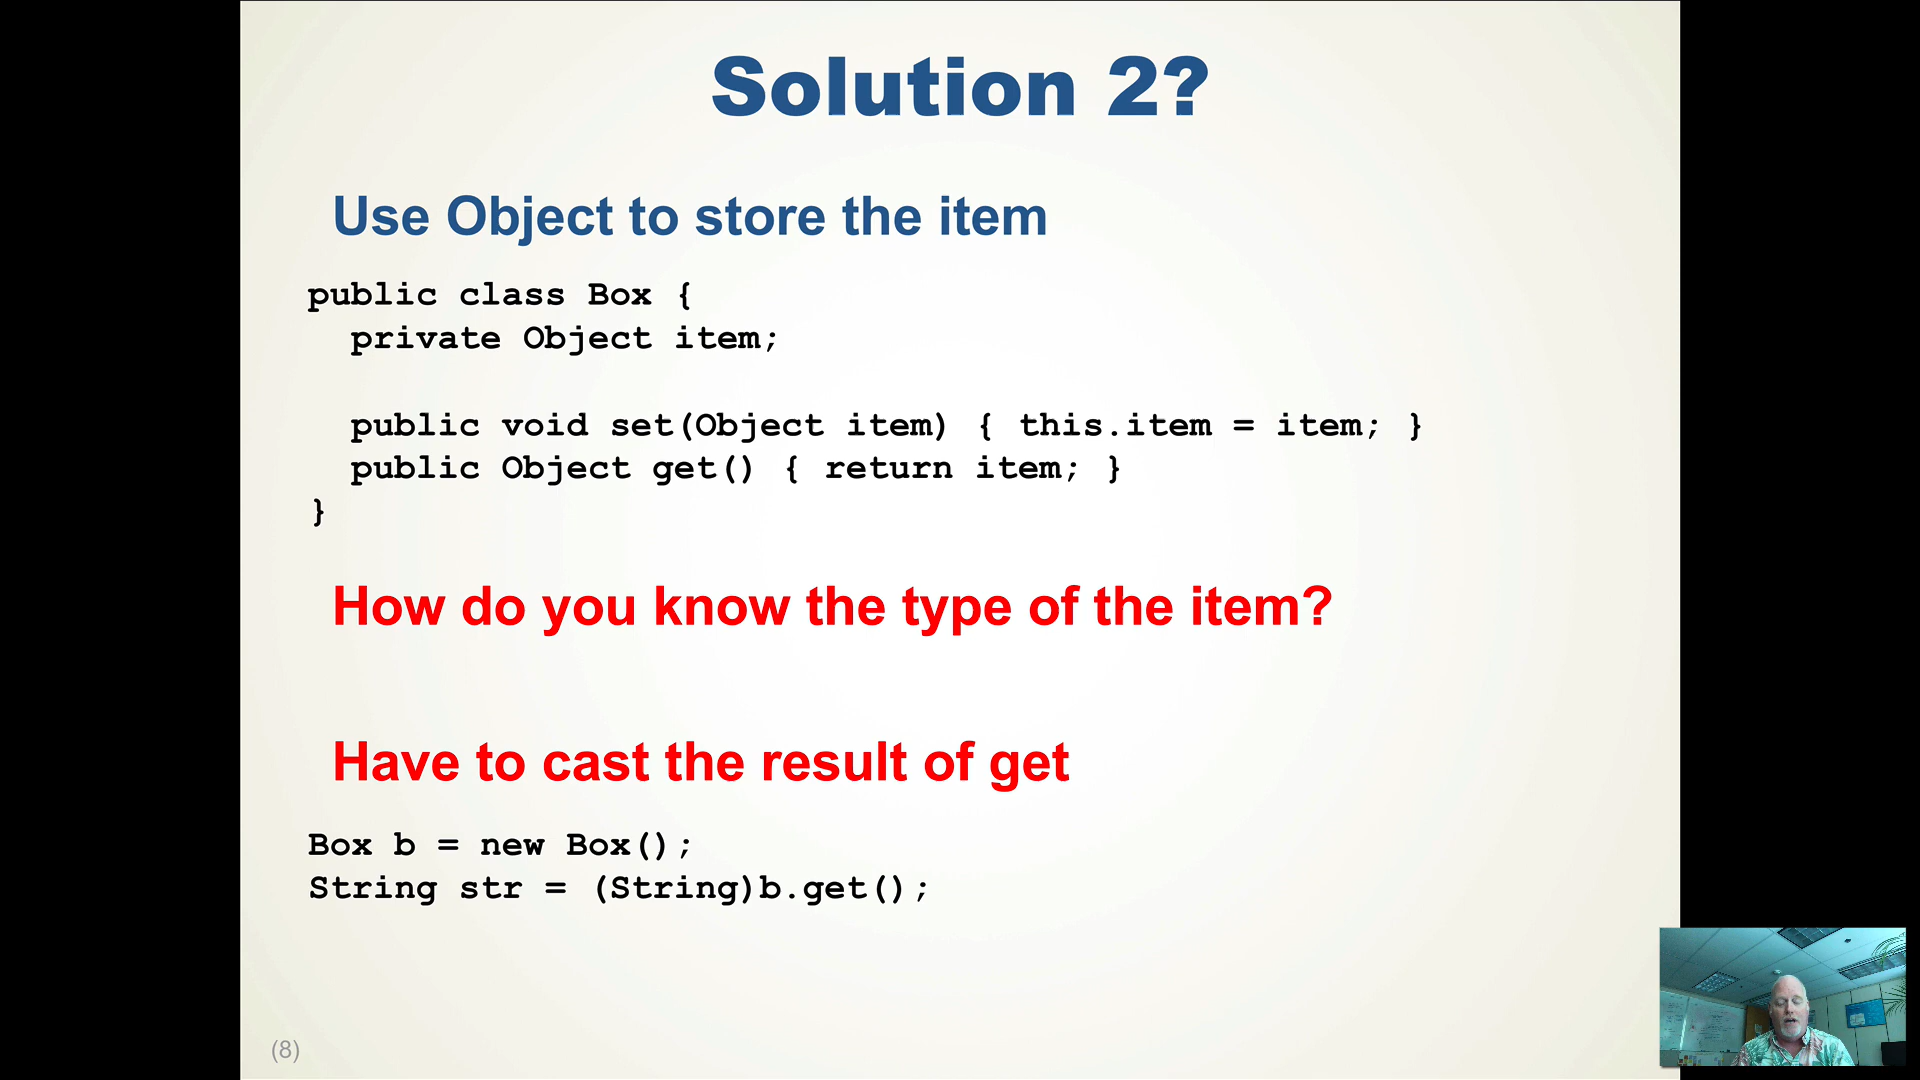 Solution 2?
Use Object to store the item
public class Box {
  private Object item;
  public void set(Object item) { this.item = item; }
  public Object get() { return item; }
}
How do you know the type of the item?
Have to cast the result of get
Box b = new Box();
String str = (String)b.get();
(8)